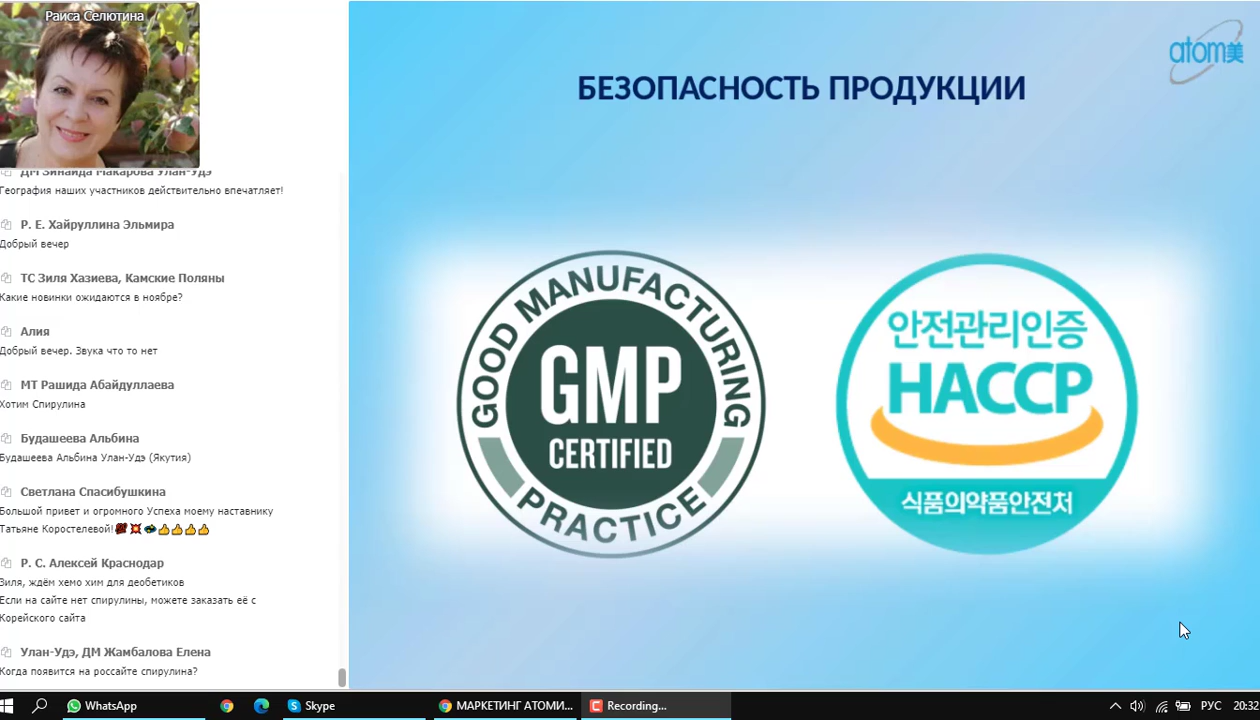 Раиса Селютина
ДМ Зинаида Макарова Улан-Удэ
География наших участников действительно впечатляет!
Р. Е. Хайруллина Эльмира
Добрый вечер
ТС Зиля Хазиева, Камские Поляны
Какие новинки ожидаются в ноябре?
Алия
Добрый вечер. Звука что то нет
МТ Рашида Абайдуллаева
Хотим Спирулина
Будашеева Альбина
Будашеева Альбина Улан-Удэ (Якутия)
Светлана Спасибушкина
Большой привет и огромного Успеха моему наставнику
Татьяне Коростелевой!
Р. С. Алексей Краснодар
Зиля, ждём хемо хим для деобетиков
Если на сайте нет спирулины, можете заказать её с
Корейского сайта
Улан-Удэ, ДМ Жамбалова Елена
Когда появится на россайте спирулина?
atom美
БЕЗОПАСНОСТЬ ПРОДУКЦИИ
GOOD MANUFACTURING
GMP
CERTIFIED
PRACTICE
안전관리인증
HACCP
식품의약품안전처
WhatsApp
Skype
МАРКЕТИНГ АТОМИ...
Recording...
РУС
20:32